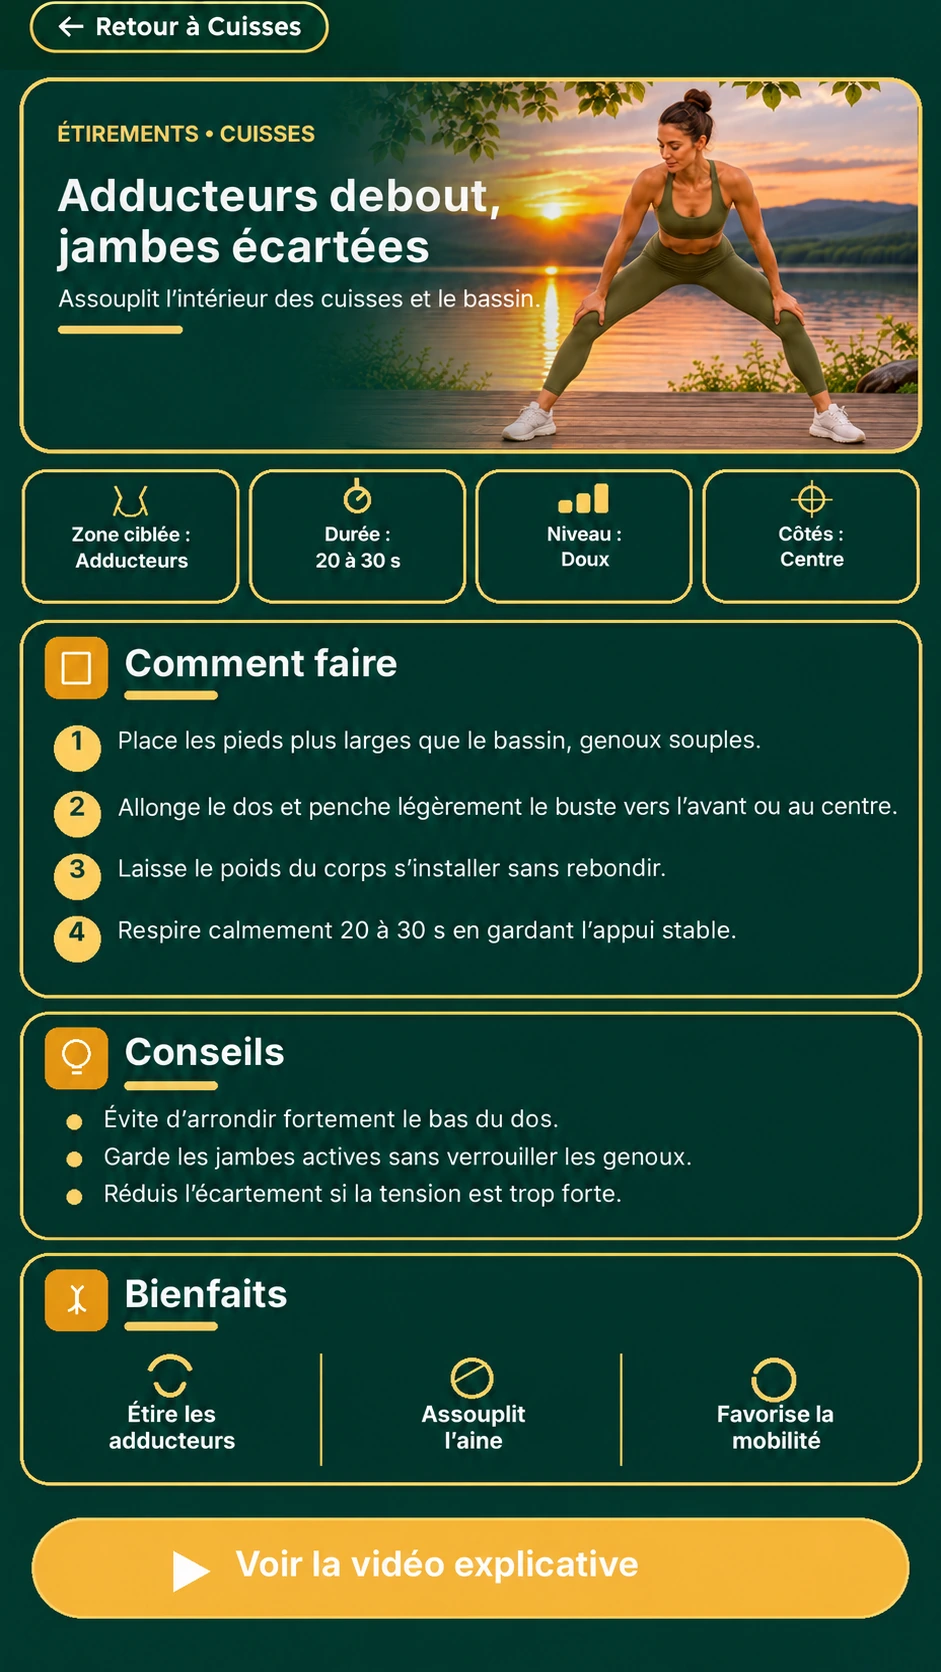 ← Retour à Cuisses
ÉTIREMENTS • CUISSES
Adducteurs debout,
jambes écartées
Assouplit l’intérieur des cuisses et le bassin.
Zone ciblée :
Adducteurs
Durée :
20 à 30 s
Niveau :
Doux
Côtés :
Centre
Comment faire
1 Place les pieds plus larges que le bassin, genoux souples.
2 Allonge le dos et penche légèrement le buste vers l’avant ou au centre.
3 Laisse le poids du corps s’installer sans rebondir.
4 Respire calmement 20 à 30 s en gardant l’appui stable.
Conseils
Évite d’arrondir fortement le bas du dos.
Garde les jambes actives sans verrouiller les genoux.
Réduis l’écartement si la tension est trop forte.
Bienfaits
Étire les
adducteurs
Assouplit
l’aine
Favorise la
mobilité
Voir la vidéo explicative